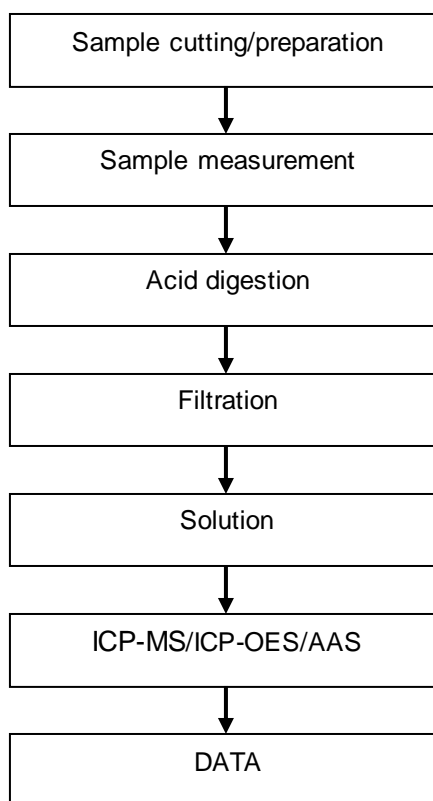 Sample cutting/preparation
Sample measurement
Acid digestion
Filtration
Solution
ICP-MS/ICP-OES/AAS
DATA